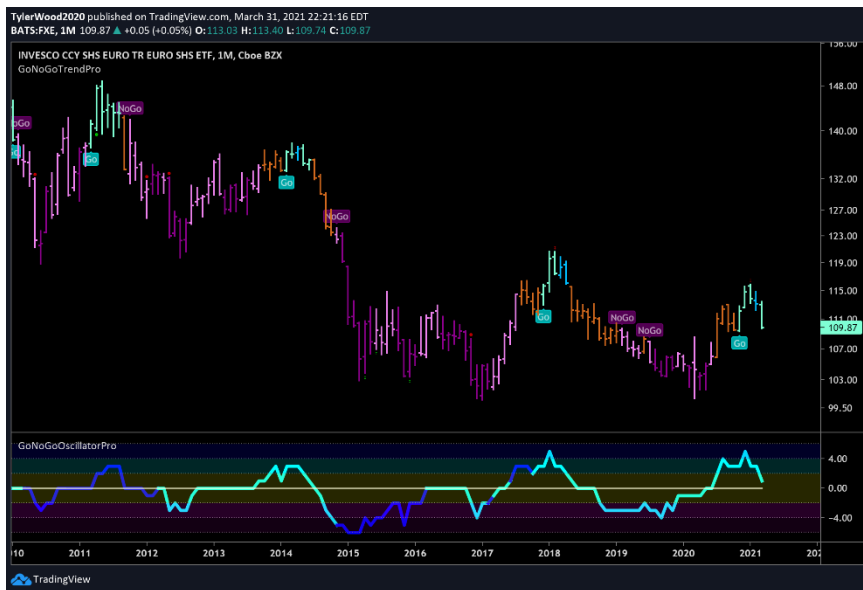 TylerWood2020 published on TradingView.com, March 31, 2021 22:21:16 EDT
BATS:FXE, 1M 109.87 ▲ +0.05 (+0.05%) O:113.03 H:113.40 L:109.74 C:109.87
INVESCO CCY SHS EURO TR EURO SHS ETF, 1M, Cboe BZX
GoNoGoTrendPro
156.00
148.00
NoGo
oGo
140.00
Go
132.00
Go
127.00
NoGo
123.00
119.00
115.00
Go
NoGo
111.00
109.87
NoGo
Go
107.00
103.00
99.50
GoNoGoOscillatorPro
4.00
0.00
−4.00
2011 2012 2013 2014 2015 2016 2017 2018 2019 2020 2021
TradingView